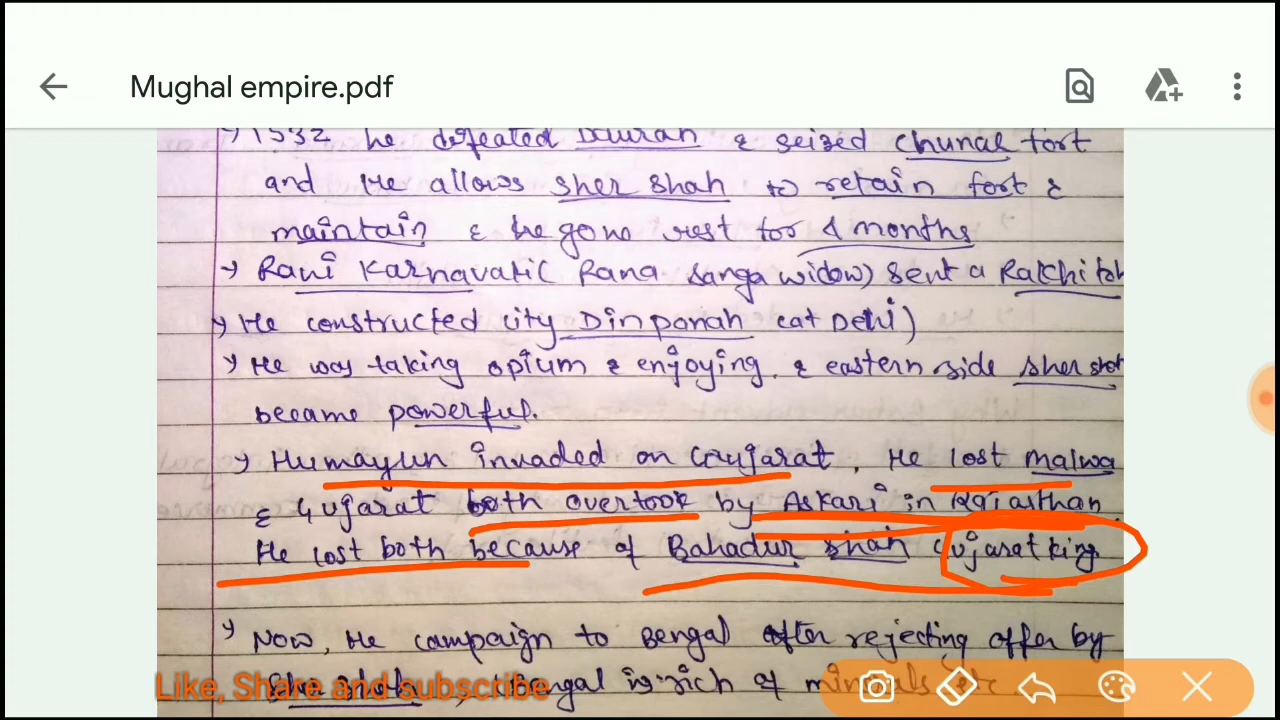 Mughal empire.pdf
→ 1532 he defeated Dauran & seized chunar fort
and He allows sher shah to retain fort &
maintain & he gone rest for 4 months
→ Rani Karnavati( Rana sanga widow) sent a Rakhi to
→ He constructed city Dinpanah (at Delhi)
→ He was taking opium & enjoying. & eastern side sher shah
became powerful.
→ Humayun invaded on Gujarat. He lost malwa
& Gujarat both overtook by Askari in Rajasthan.
He lost both because of Bahadur shah Gujarat king
→ Now, He campaign to Bengal after rejecting offer by
Sher shah, Bengal is rich of minerals etc
Like, Share and subscribe